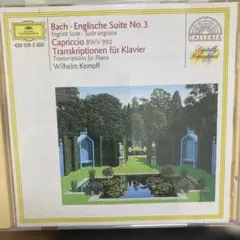 Bach · Englische Suite No. 3
English Suite · Suite anglaise
Capriccio BWV 992
Transkriptionen für Klavier
Transcriptions for Piano
Wilhelm Kempff
GALLERIA